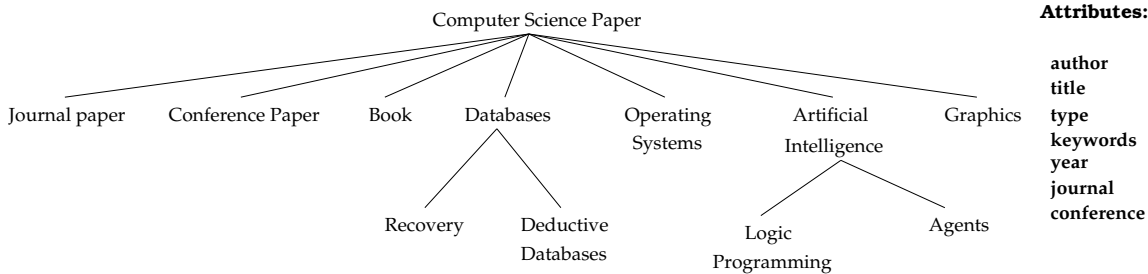 Computer Science Paper
Journal paper
Conference Paper
Book
Databases
Operating
Systems
Artificial
Intelligence
Graphics
Recovery
Deductive
Databases
Logic
Programming
Agents
Attributes:
author
title
type
keywords
year
journal
conference